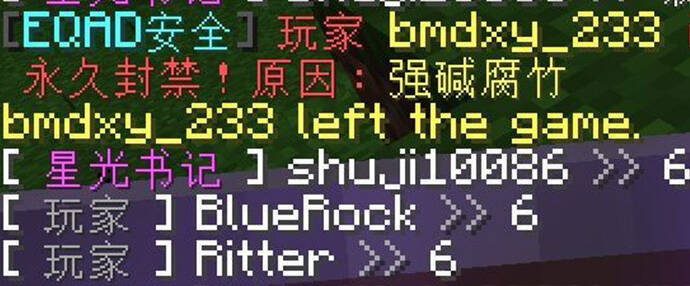 [EQAD安全] 玩家 bmdxy_233
永久封禁！原因：强碱腐竹
bmdxy_233 left the game.
[ 星光书记 ] shuji10086 >> 6
[ 玩家 ] BlueRock >> 6
[ 玩家 ] Ritter >> 6